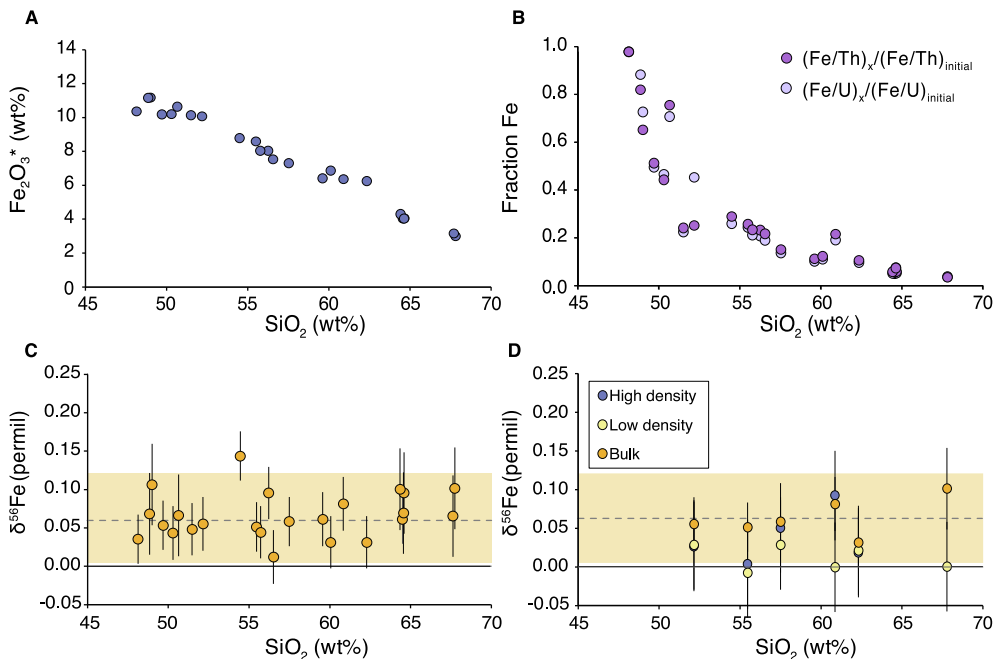 A
14
12
10
8
6
4
2
0
Fe₂O₃* (wt%)
45 50 55 60 65 70
SiO₂ (wt%)
B
1.0
0.8
0.6
0.4
0.2
0.0
Fraction Fe
(Fe/Th)ₓ/(Fe/Th)initial
(Fe/U)ₓ/(Fe/U)initial
45 50 55 60 65 70
SiO₂ (wt%)
C
0.25
0.20
0.15
0.10
0.05
0.00
-0.05
δ⁵⁶Fe (permil)
45 50 55 60 65 70
SiO₂ (wt%)
D
0.25
0.20
0.15
0.10
0.05
0.00
-0.05
δ⁵⁶Fe (permil)
High density
Low density
Bulk
45 50 55 60 65 70
SiO₂ (wt%)